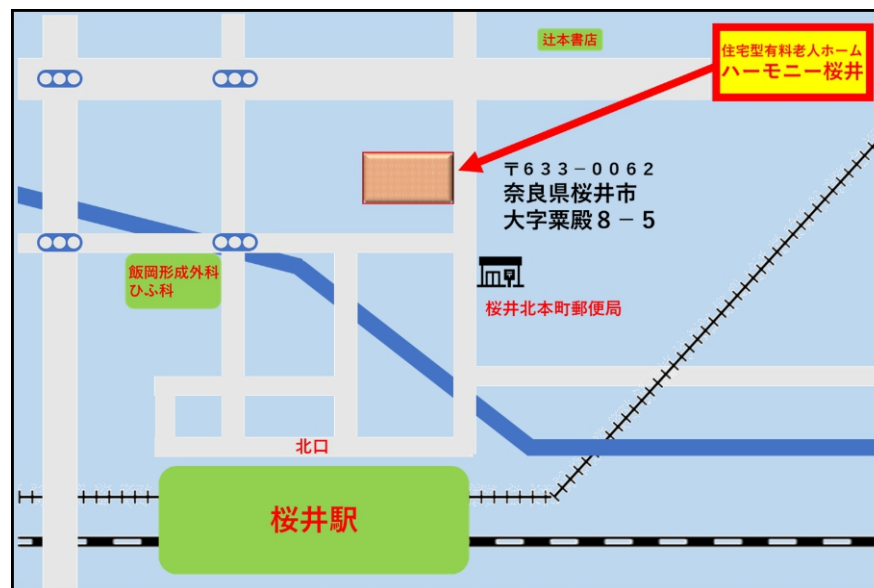 辻本書店
住宅型有料老人ホーム
ハーモニー桜井
〒６３３－００６２
奈良県桜井市
大字粟殿８－５
飯岡形成外科
ひふ科
桜井北本町郵便局
北口
桜井駅